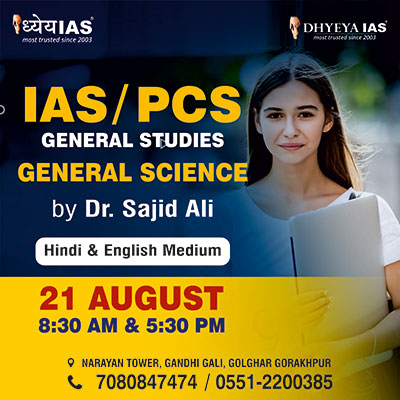 ध्येयIAS®
most trusted since 2003
DHYEYA IAS®
most trusted since 2003
IAS/PCS
GENERAL STUDIES
GENERAL SCIENCE
by Dr. Sajid Ali
Hindi & English Medium
21 AUGUST
8:30 AM & 5:30 PM
NARAYAN TOWER, GANDHI GALI, GOLGHAR GORAKHPUR
7080847474 / 0551-2200385